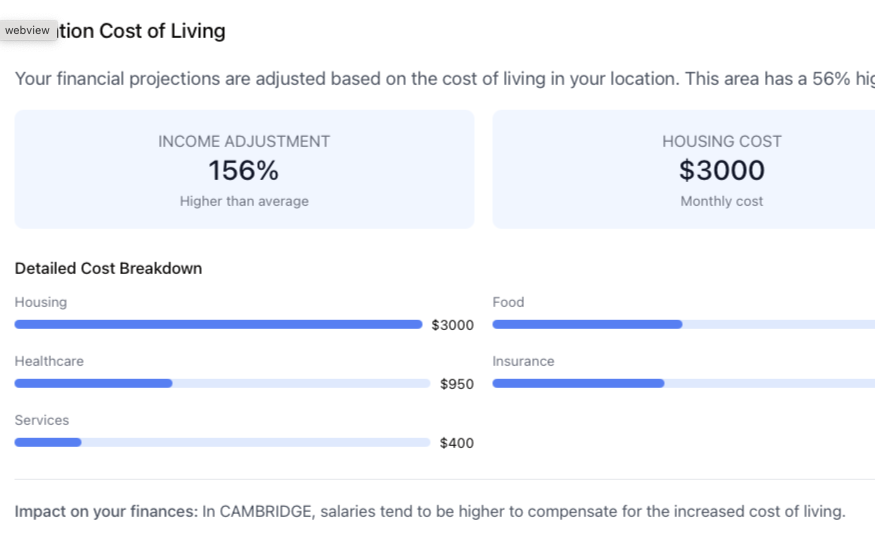 webview
tion Cost of Living
Your financial projections are adjusted based on the cost of living in your location. This area has a 56% hig
INCOME ADJUSTMENT
156%
Higher than average
HOUSING COST
$3000
Monthly cost
Detailed Cost Breakdown
Housing
$3000
Food
Healthcare
$950
Insurance
Services
$400
Impact on your finances: In CAMBRIDGE, salaries tend to be higher to compensate for the increased cost of living.